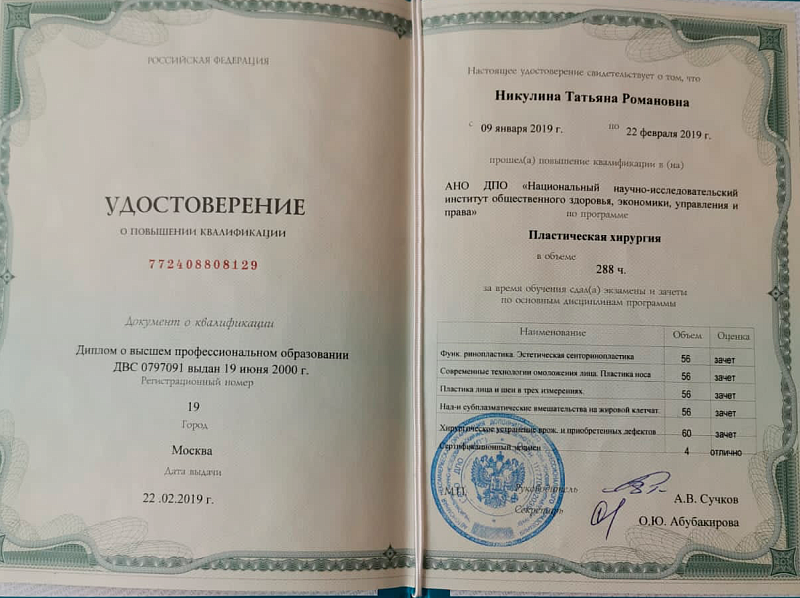 РОССИЙСКАЯ ФЕДЕРАЦИЯ
УДОСТОВЕРЕНИЕ
О ПОВЫШЕНИИ КВАЛИФИКАЦИИ
772408808129
Документ о квалификации
Диплом о высшем профессиональном образовании
ДВС 0797091 выдан 19 июня 2000 г.
Регистрационный номер
19
Город
Москва
Дата выдачи
22 .02.2019 г.
Настоящее удостоверение свидетельствует о том, что
Никулина Татьяна Романовна
с 09 января 2019 г. по 22 февраля 2019 г.
прошел(а) повышение квалификации в (на)
АНО ДПО «Национальный научно-исследовательский
институт общественного здоровья, экономики, управления и
права» по программе
Пластическая хирургия
в объеме
288 ч.
за время обучения сдал(а) экзамены и зачеты
по основным дисциплинам программы
Наименование Объем Оценка
Функ. ринопластика. Эстетическая септоринопластика 56 зачет
Современные технологии омоложения лица. Пластика носа 56 зачет
Пластика лица и шеи в трех измерениях. 56 зачет
Над-и субплазматические вмешательства на жировой клетчат. 56 зачет
Хирургическое устранение врож. и приобретенных дефектов 60 зачет
Сертификационный экзамен 4 отлично
М.П. Руководитель А.В. Сучков
Секретарь О.Ю. Абубакирова